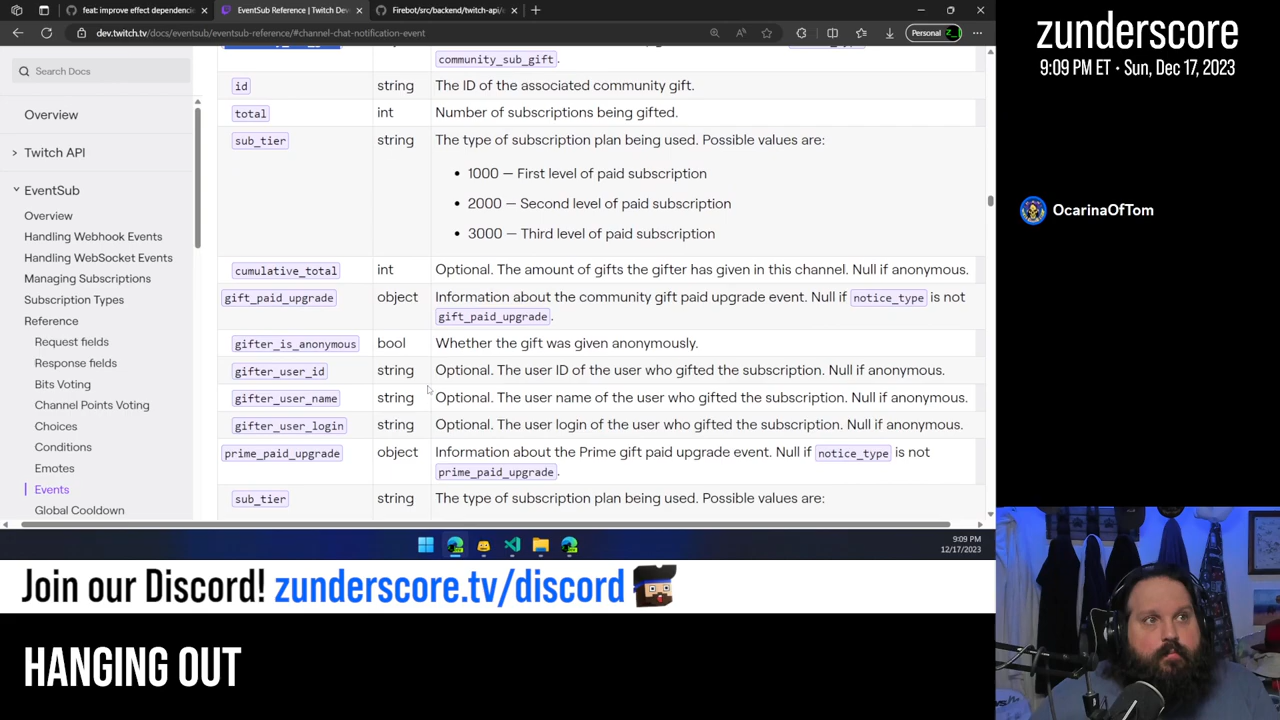 feat: improve effect dependenci
EventSub Reference | Twitch Dev
Firebot/src/backend/twitch-api/e
dev.twitch.tv/docs/eventsub/eventsub-reference/#channel-chat-notification-event
Personal
Search Docs
Overview
Twitch API
EventSub
Overview
Handling Webhook Events
Handling WebSocket Events
Managing Subscriptions
Subscription Types
Reference
Request fields
Response fields
Bits Voting
Channel Points Voting
Choices
Conditions
Emotes
Events
Global Cooldown
community_sub_gift.
id string The ID of the associated community gift.
total int Number of subscriptions being gifted.
sub_tier string The type of subscription plan being used. Possible values are:
• 1000 — First level of paid subscription
• 2000 — Second level of paid subscription
• 3000 — Third level of paid subscription
cumulative_total int Optional. The amount of gifts the gifter has given in this channel. Null if anonymous.
gift_paid_upgrade object Information about the community gift paid upgrade event. Null if notice_type is not
gift_paid_upgrade.
gifter_is_anonymous bool Whether the gift was given anonymously.
gifter_user_id string Optional. The user ID of the user who gifted the subscription. Null if anonymous.
gifter_user_name string Optional. The user name of the user who gifted the subscription. Null if anonymous.
gifter_user_login string Optional. The user login of the user who gifted the subscription. Null if anonymous.
prime_paid_upgrade object Information about the Prime gift paid upgrade event. Null if notice_type is not
prime_paid_upgrade.
sub_tier string The type of subscription plan being used. Possible values are:
9:09 PM
12/17/2023
zunderscore
9:09 PM ET • Sun, Dec 17, 2023
OcarinaOfTom
Join our Discord! zunderscore.tv/discord
HANGING OUT